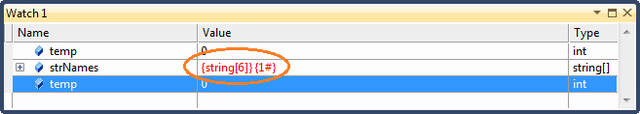 Watch 1
Name Value Type
temp 0 int
strNames {string[6]}{1#} string[]
temp 0 int